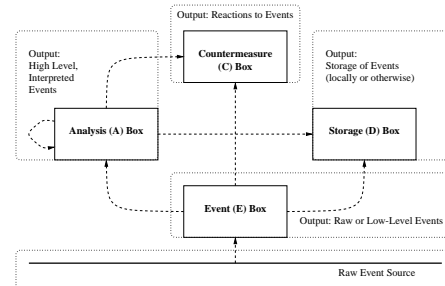 Output: Reactions to Events
Countermeasure
(C) Box
Output:
High Level,
Interpreted
Events
Output:
Storage of Events
(locally or otherwise)
Analysis (A) Box
Storage (D) Box
Event (E) Box
Output: Raw or Low-Level Events
Raw Event Source